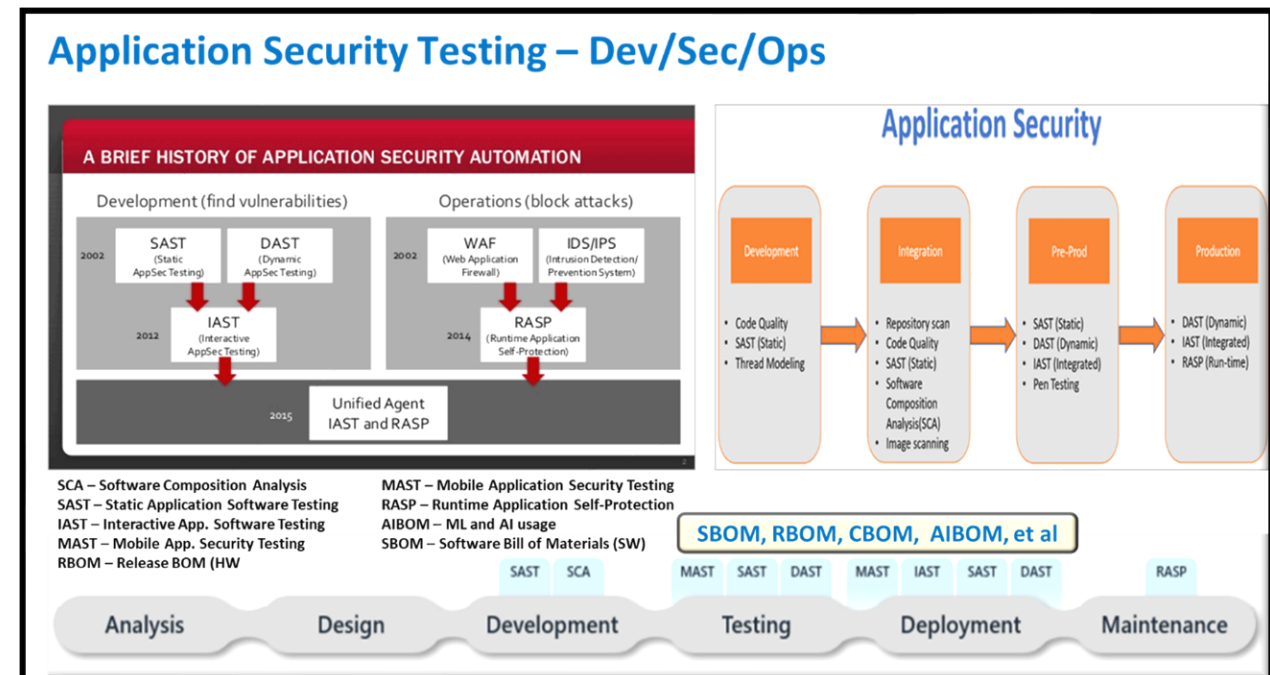 Application Security Testing – Dev/Sec/Ops
A BRIEF HISTORY OF APPLICATION SECURITY AUTOMATION
Development (find vulnerabilities)
Operations (block attacks)
2002
SAST
(Static
AppSec Testing)
DAST
(Dynamic
AppSec Testing)
2002
WAF
(Web Application
Firewall)
IDS/IPS
(Intrusion Detection/
Prevention System)
2012
IAST
(Interactive
AppSec Testing)
2014
RASP
(Runtime Application
Self-Protection)
2015
Unified Agent
IAST and RASP
2
Application Security
Development
• Code Quality
• SAST (Static)
• Thread Modeling
Integration
• Repository scan
• Code Quality
• SAST (Static)
• Software
Composition
Analysis(SCA)
• Image scanning
Pre-Prod
• SAST (Static)
• DAST (Dynamic)
• IAST (Integrated)
• Pen Testing
Production
• DAST (Dynamic)
• IAST (Integrated)
• RASP (Run-time)
SCA – Software Composition Analysis
SAST – Static Application Software Testing
IAST – Interactive App. Software Testing
MAST – Mobile App. Security Testing
RBOM – Release BOM (HW
MAST – Mobile Application Security Testing
RASP – Runtime Application Self-Protection
AIBOM – ML and AI usage
SBOM – Software Bill of Materials (SW)
SBOM, RBOM, CBOM, AIBOM, et al
SAST SCA MAST SAST DAST MAST IAST SAST DAST RASP
Analysis Design Development Testing Deployment Maintenance